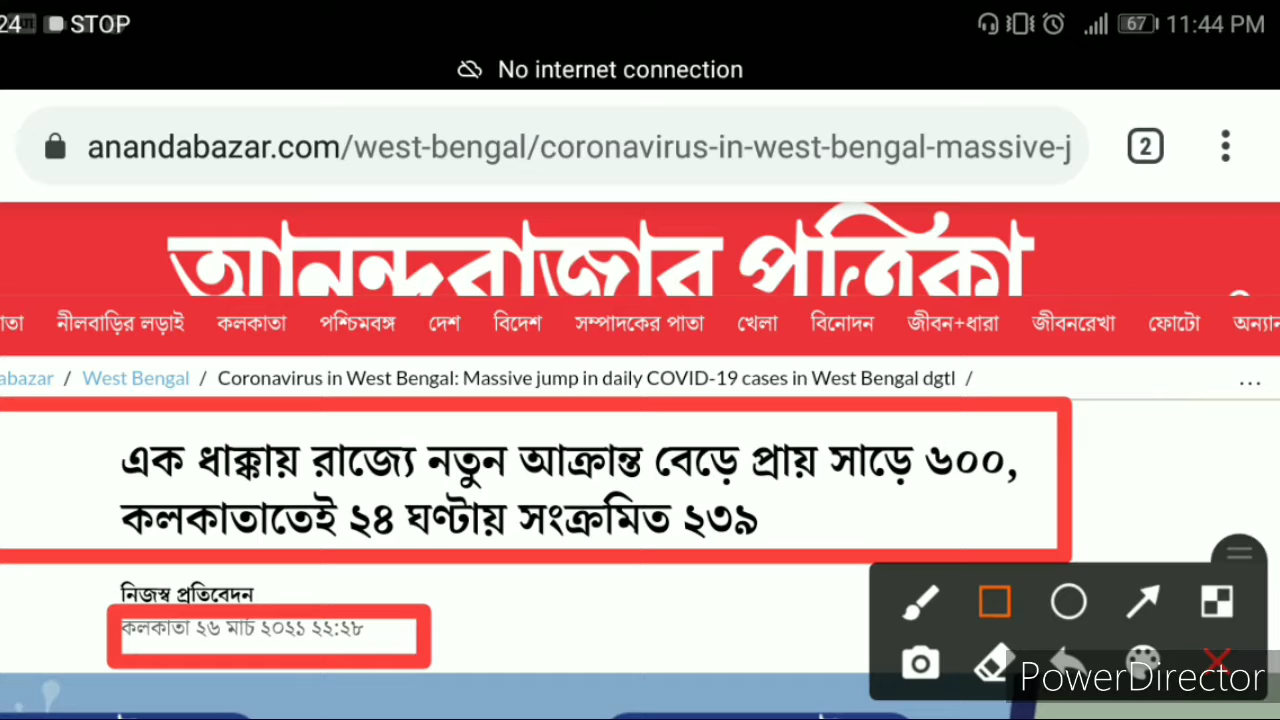 24 STOP 67 11:44 PM
No internet connection
anandabazar.com/west-bengal/coronavirus-in-west-bengal-massive-j 2
আনন্দবাজার পত্রিকা
নীলবাড়ির লড়াই কলকাতা পশ্চিমবঙ্গ দেশ বিদেশ সম্পাদকের পাতা খেলা বিনোদন জীবন+ধারা জীবনরেখা ফোটো
abazar / West Bengal / Coronavirus in West Bengal: Massive jump in daily COVID-19 cases in West Bengal dgtl / ...
এক ধাক্কায় রাজ্যে নতুন আক্রান্ত বেড়ে প্রায় সাড়ে ৬০০,
কলকাতাতেই ২৪ ঘণ্টায় সংক্রমিত ২৩৯
নিজস্ব প্রতিবেদন
কলকাতা ২৬ মার্চ ২০২১ ২২:২৮
PowerDirector